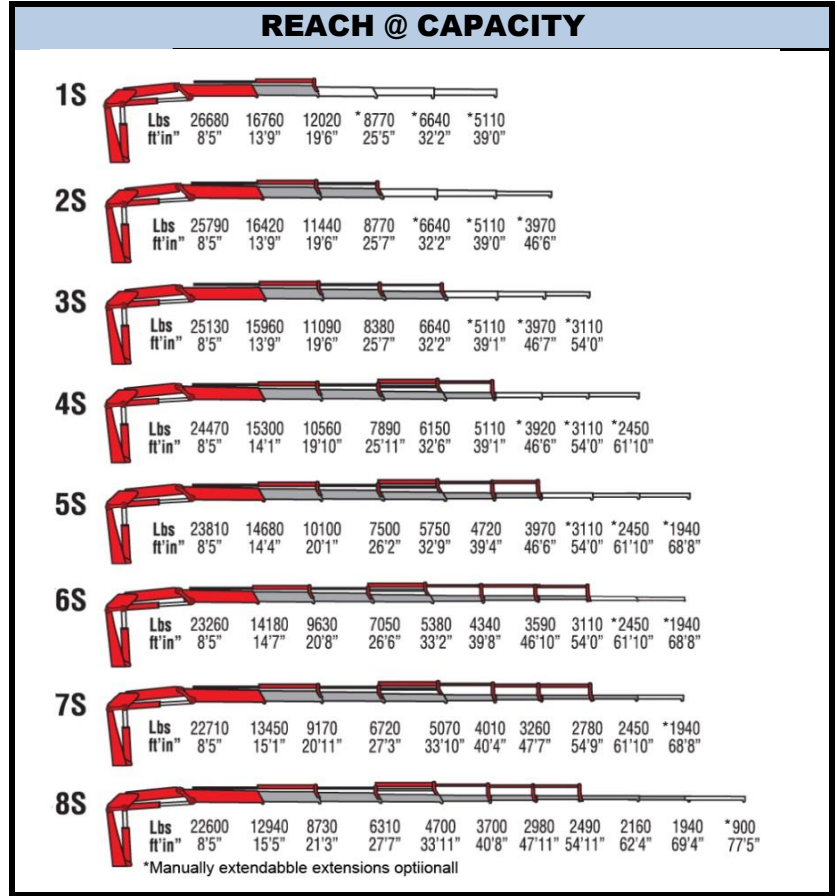 REACH @ CAPACITY
1S
Lbs 26680 16760 12020 *8770 *6640 *5110
ft'in" 8'5" 13'9" 19'6" 25'5" 32'2" 39'0"
2S
Lbs 25790 16420 11440 8770 *6640 *5110 *3970
ft'in" 8'5" 13'9" 19'6" 25'7" 32'2" 39'0" 46'6"
3S
Lbs 25130 15960 11090 8380 6640 *5110 *3970 *3110
ft'in" 8'5" 13'9" 19'6" 25'7" 32'2" 39'1" 46'7" 54'0"
4S
Lbs 24470 15300 10560 7890 6150 5110 *3920 *3110 *2450
ft'in" 8'5" 14'1" 19'10" 25'11" 32'6" 39'1" 46'6" 54'0" 61'10"
5S
Lbs 23810 14680 10100 7500 5750 4720 3970 *3110 *2450 *1940
ft'in" 8'5" 14'4" 20'1" 26'2" 32'9" 39'4" 46'6" 54'0" 61'10" 68'8"
6S
Lbs 23260 14180 9630 7050 5380 4340 3590 3110 *2450 *1940
ft'in" 8'5" 14'7" 20'8" 26'6" 33'2" 39'8" 46'10" 54'0" 61'10" 68'8"
7S
Lbs 22710 13450 9170 6720 5070 4010 3260 2780 2450 *1940
ft'in" 8'5" 15'1" 20'11" 27'3" 33'10" 40'4" 47'7" 54'9" 61'10" 68'8"
8S
Lbs 22600 12940 8730 6310 4700 3700 2980 2490 2160 1940 *900
ft'in" 8'5" 15'5" 21'3" 27'7" 33'11" 40'8" 47'11" 54'11" 62'4" 69'4" 77'5"
*Manually extendabble extensions optiionall